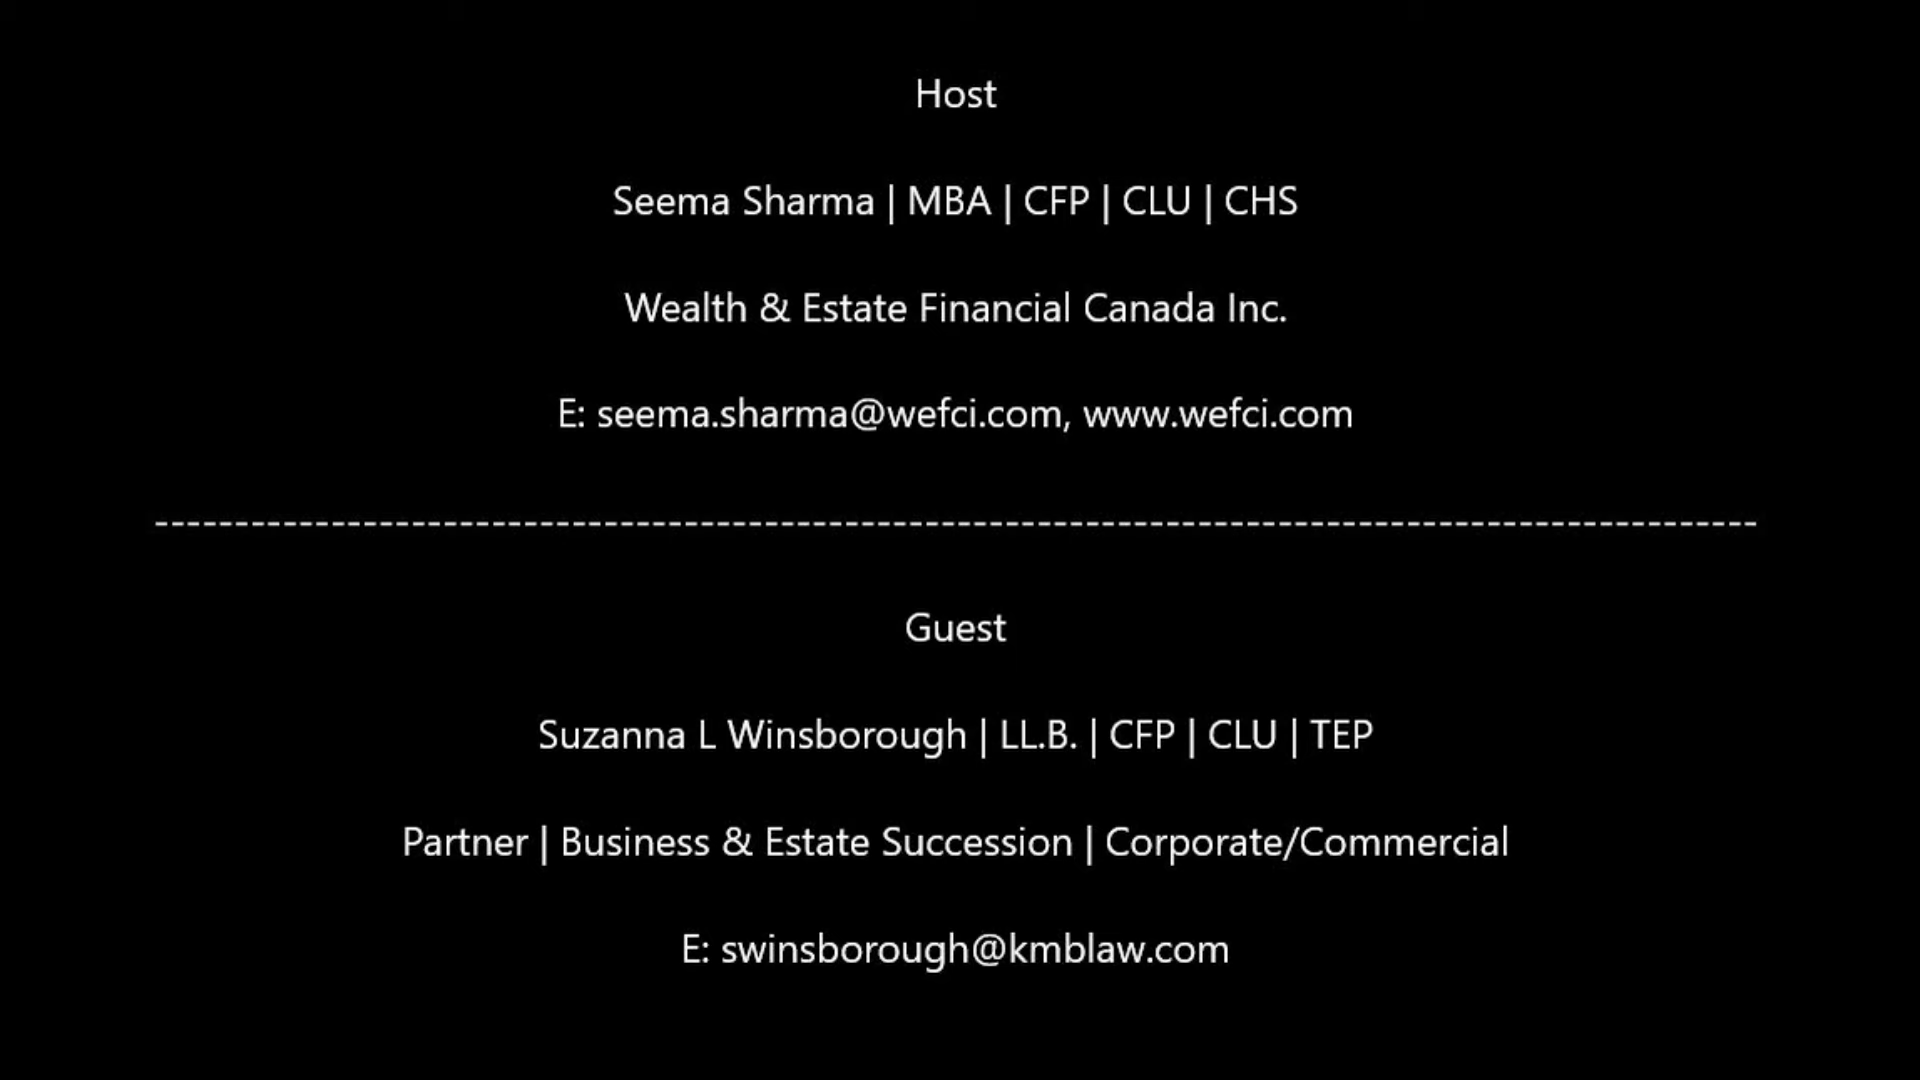 Host
Seema Sharma | MBA | CFP | CLU | CHS
Wealth & Estate Financial Canada Inc.
E: seema.sharma@wefci.com, www.wefci.com
----------------------------------------------------------------------------------------------------
Guest
Suzanna L Winsborough | LL.B. | CFP | CLU | TEP
Partner | Business & Estate Succession | Corporate/Commercial
E: swinsborough@kmblaw.com